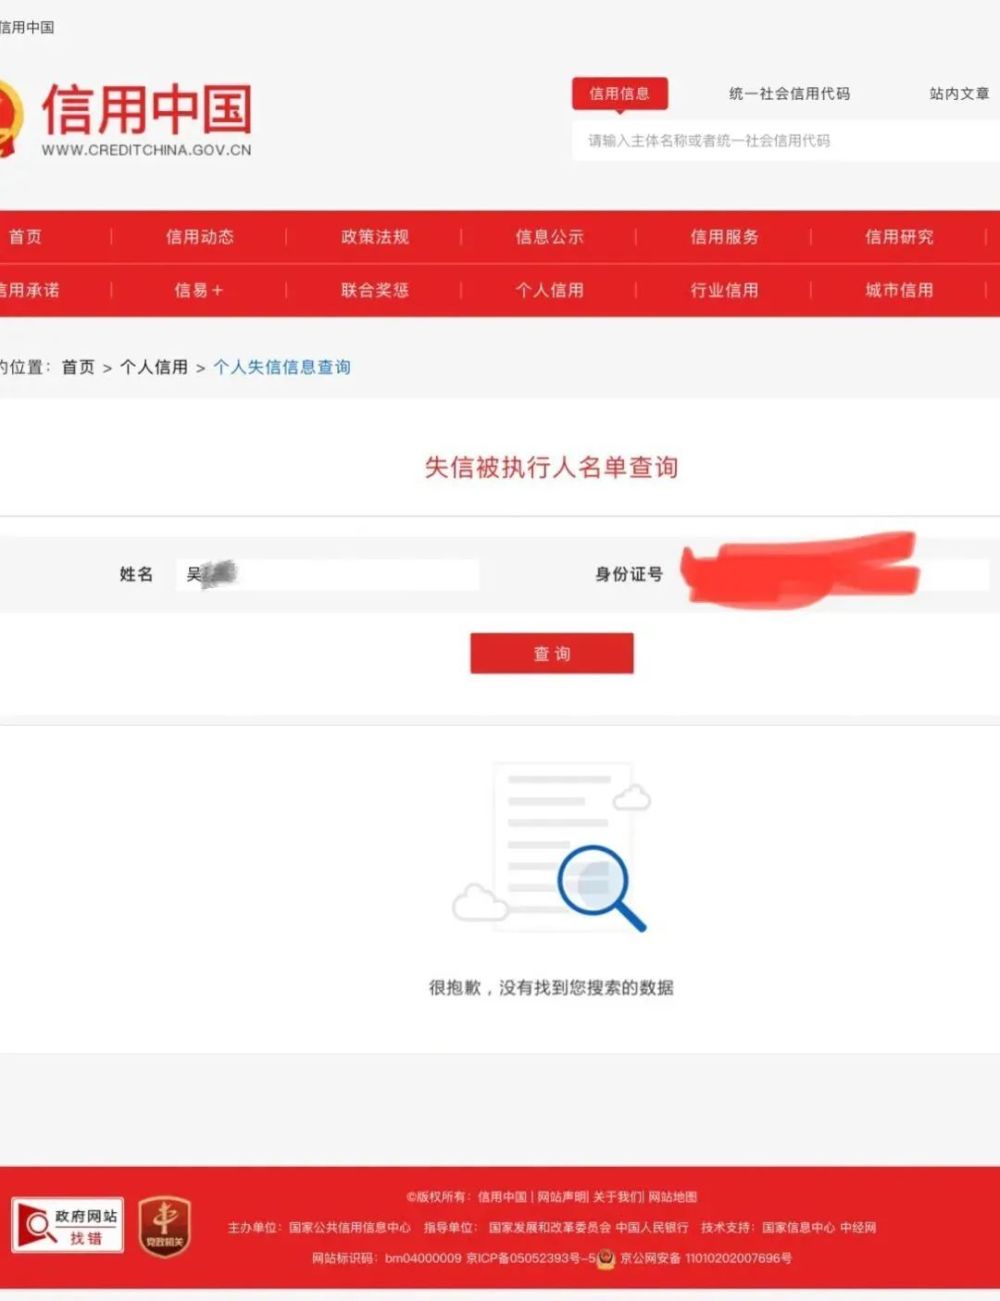 信用中国
信用中国
WWW.CREDITCHINA.GOV.CN
信用信息 统一社会信用代码 站内文章
请输入主体名称或者统一社会信用代码
首页 信用动态 政策法规 信息公示 信用服务 信用研究
信用承诺 信易+ 联合奖惩 个人信用 行业信用 城市信用
的位置：首页 > 个人信用 > 个人失信信息查询
失信被执行人名单查询
姓名 吴 身份证号
查询
很抱歉，没有找到您搜索的数据
©版权所有：信用中国 | 网站声明| 关于我们| 网站地图
政府网站
找错
党政机关
主办单位：国家公共信用信息中心 指导单位： 国家发展和改革委员会 中国人民银行 技术支持：国家信息中心 中经网
网站标识码：bm04000009 京ICP备05052393号-5 京公网安备 11010202007696号